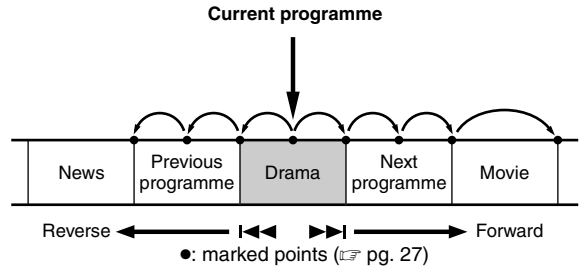 Current programme
News
Previous
programme
Drama
Next
programme
Movie
Reverse
Forward
●: marked points (☞ pg. 27)